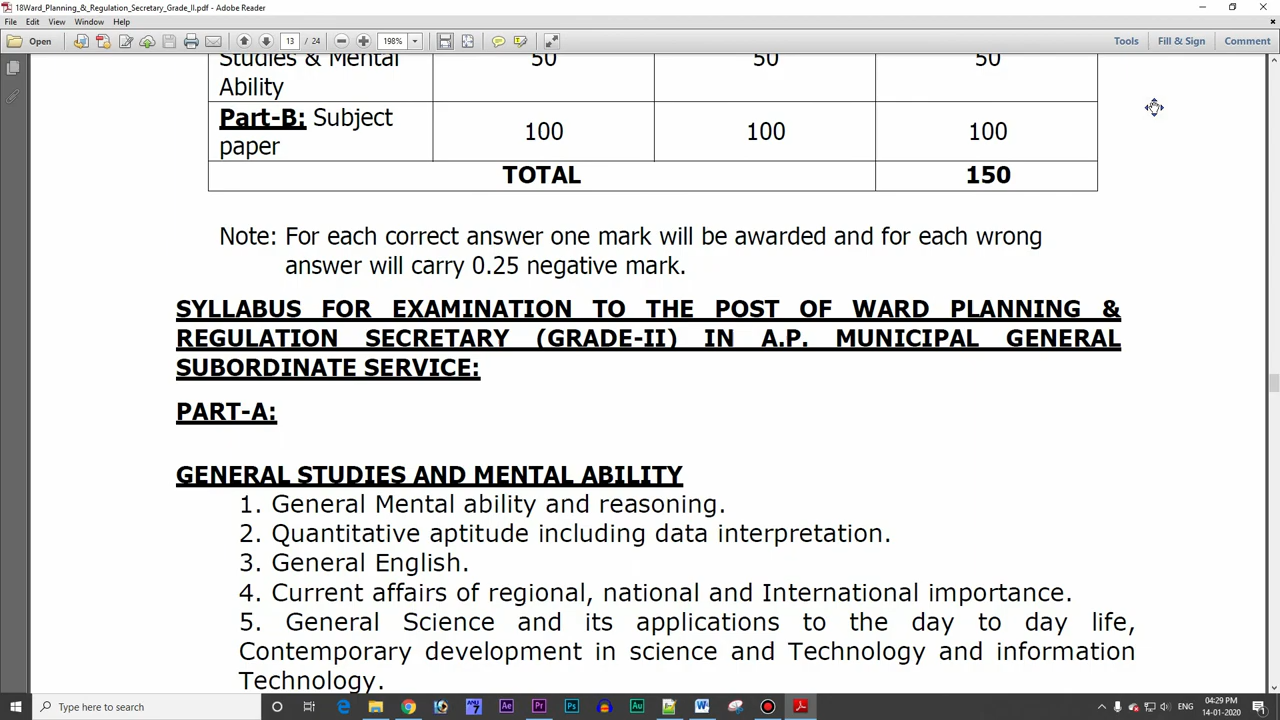 18Ward_Planning_&_Regulation_Secretary_Grade_II.pdf - Adobe Reader
File Edit View Window Help
Open 13 / 24 198% Tools Fill & Sign Comment
Studies & Mental Ability 50 50 50
Part-B: Subject paper 100 100 100
TOTAL 150
Note: For each correct answer one mark will be awarded and for each wrong
answer will carry 0.25 negative mark.
SYLLABUS FOR EXAMINATION TO THE POST OF WARD PLANNING &
REGULATION SECRETARY (GRADE-II) IN A.P. MUNICIPAL GENERAL
SUBORDINATE SERVICE:
PART-A:
GENERAL STUDIES AND MENTAL ABILITY
1. General Mental ability and reasoning.
2. Quantitative aptitude including data interpretation.
3. General English.
4. Current affairs of regional, national and International importance.
5. General Science and its applications to the day to day life,
Contemporary development in science and Technology and information
Technology.
Type here to search
Ae Pr Ps Au W
ENG
04:29 PM
14-01-2020